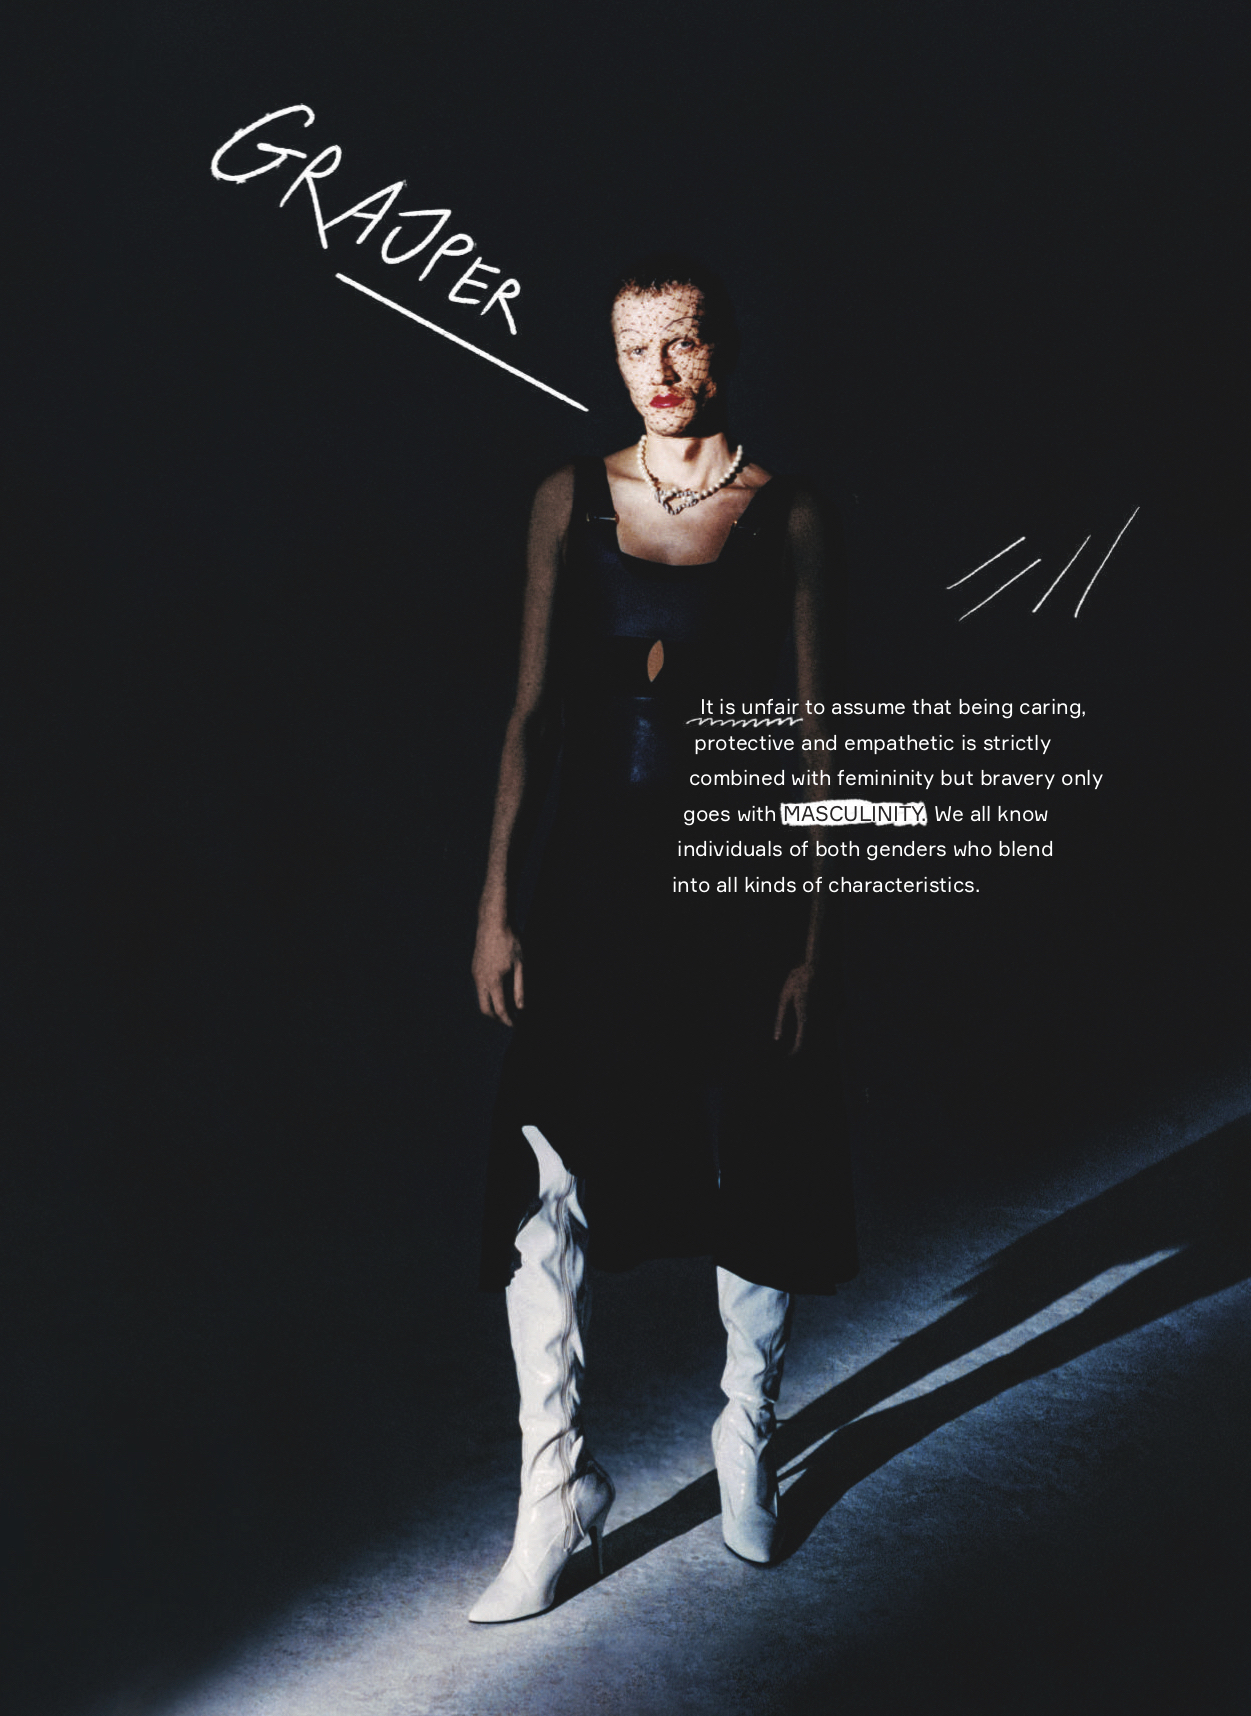 GRAJPER
It is unfair to assume that being caring,
protective and empathetic is strictly
combined with femininity but bravery only
goes with MASCULINITY. We all know
individuals of both genders who blend
into all kinds of characteristics.